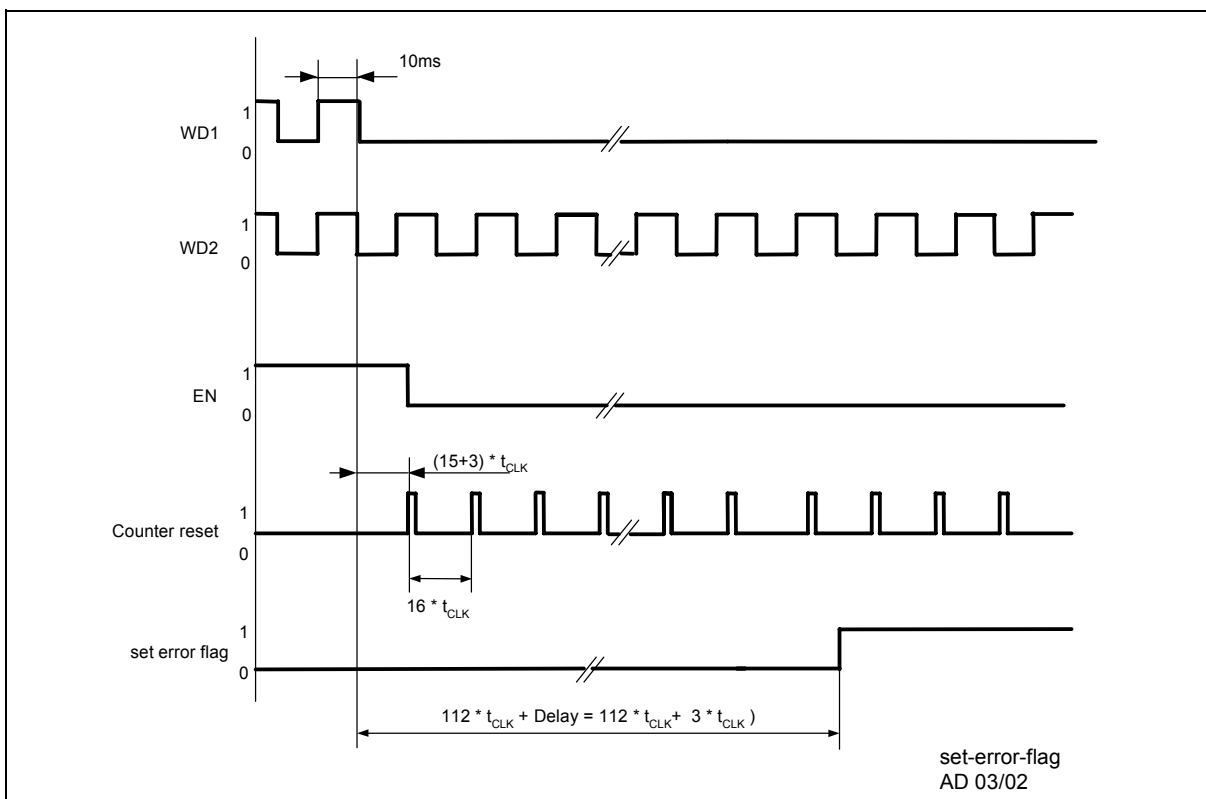 10ms
1
WD1
0
1
WD2
0
1
EN
0
(15+3) * tCLK
1
Counter reset
0
16 * tCLK
1
set error flag
0
112 * tCLK + Delay = 112 * tCLK+ 3 * tCLK )
set-error-flag
AD 03/02